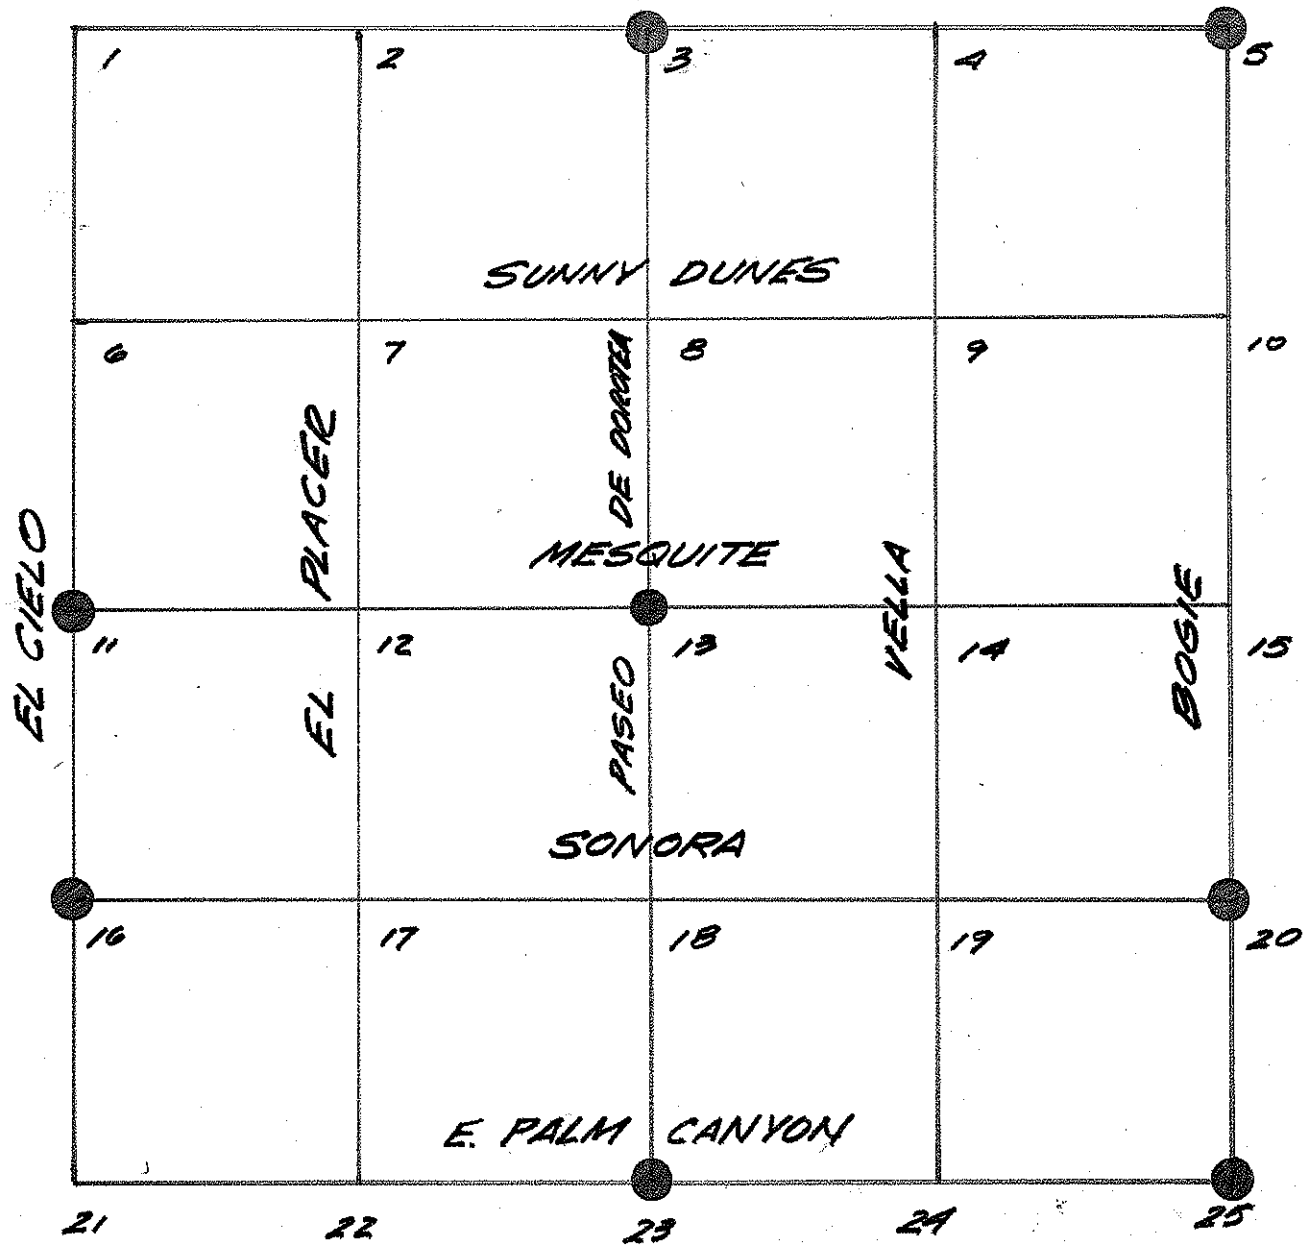 1 2 3 4 5
SUNNY DUNES
6 7 8 9 10
EL CIELO
EL PLACER
PASEO DE DOROTEA
MESQUITE
VELLA
BOGIE
11 12 13 14 15
SONORA
16 17 18 19 20
E. PALM CANYON
21 22 23 24 25